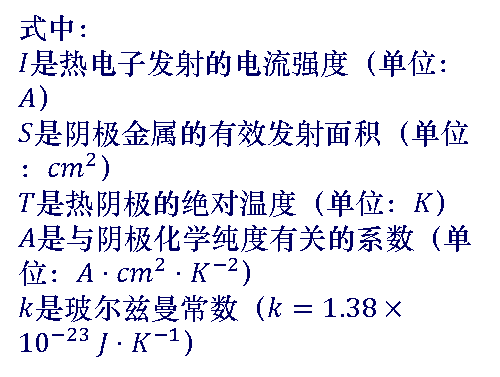 式中：
I是热电子发射的电流强度（单位：
A）
S是阴极金属的有效发射面积（单位
：cm²）
T是热阴极的绝对温度（单位：K）
A是与阴极化学纯度有关的系数（单
位：A·cm²·K⁻²）
k是玻尔兹曼常数（k = 1.38 ×
10⁻²³ J·K⁻¹）